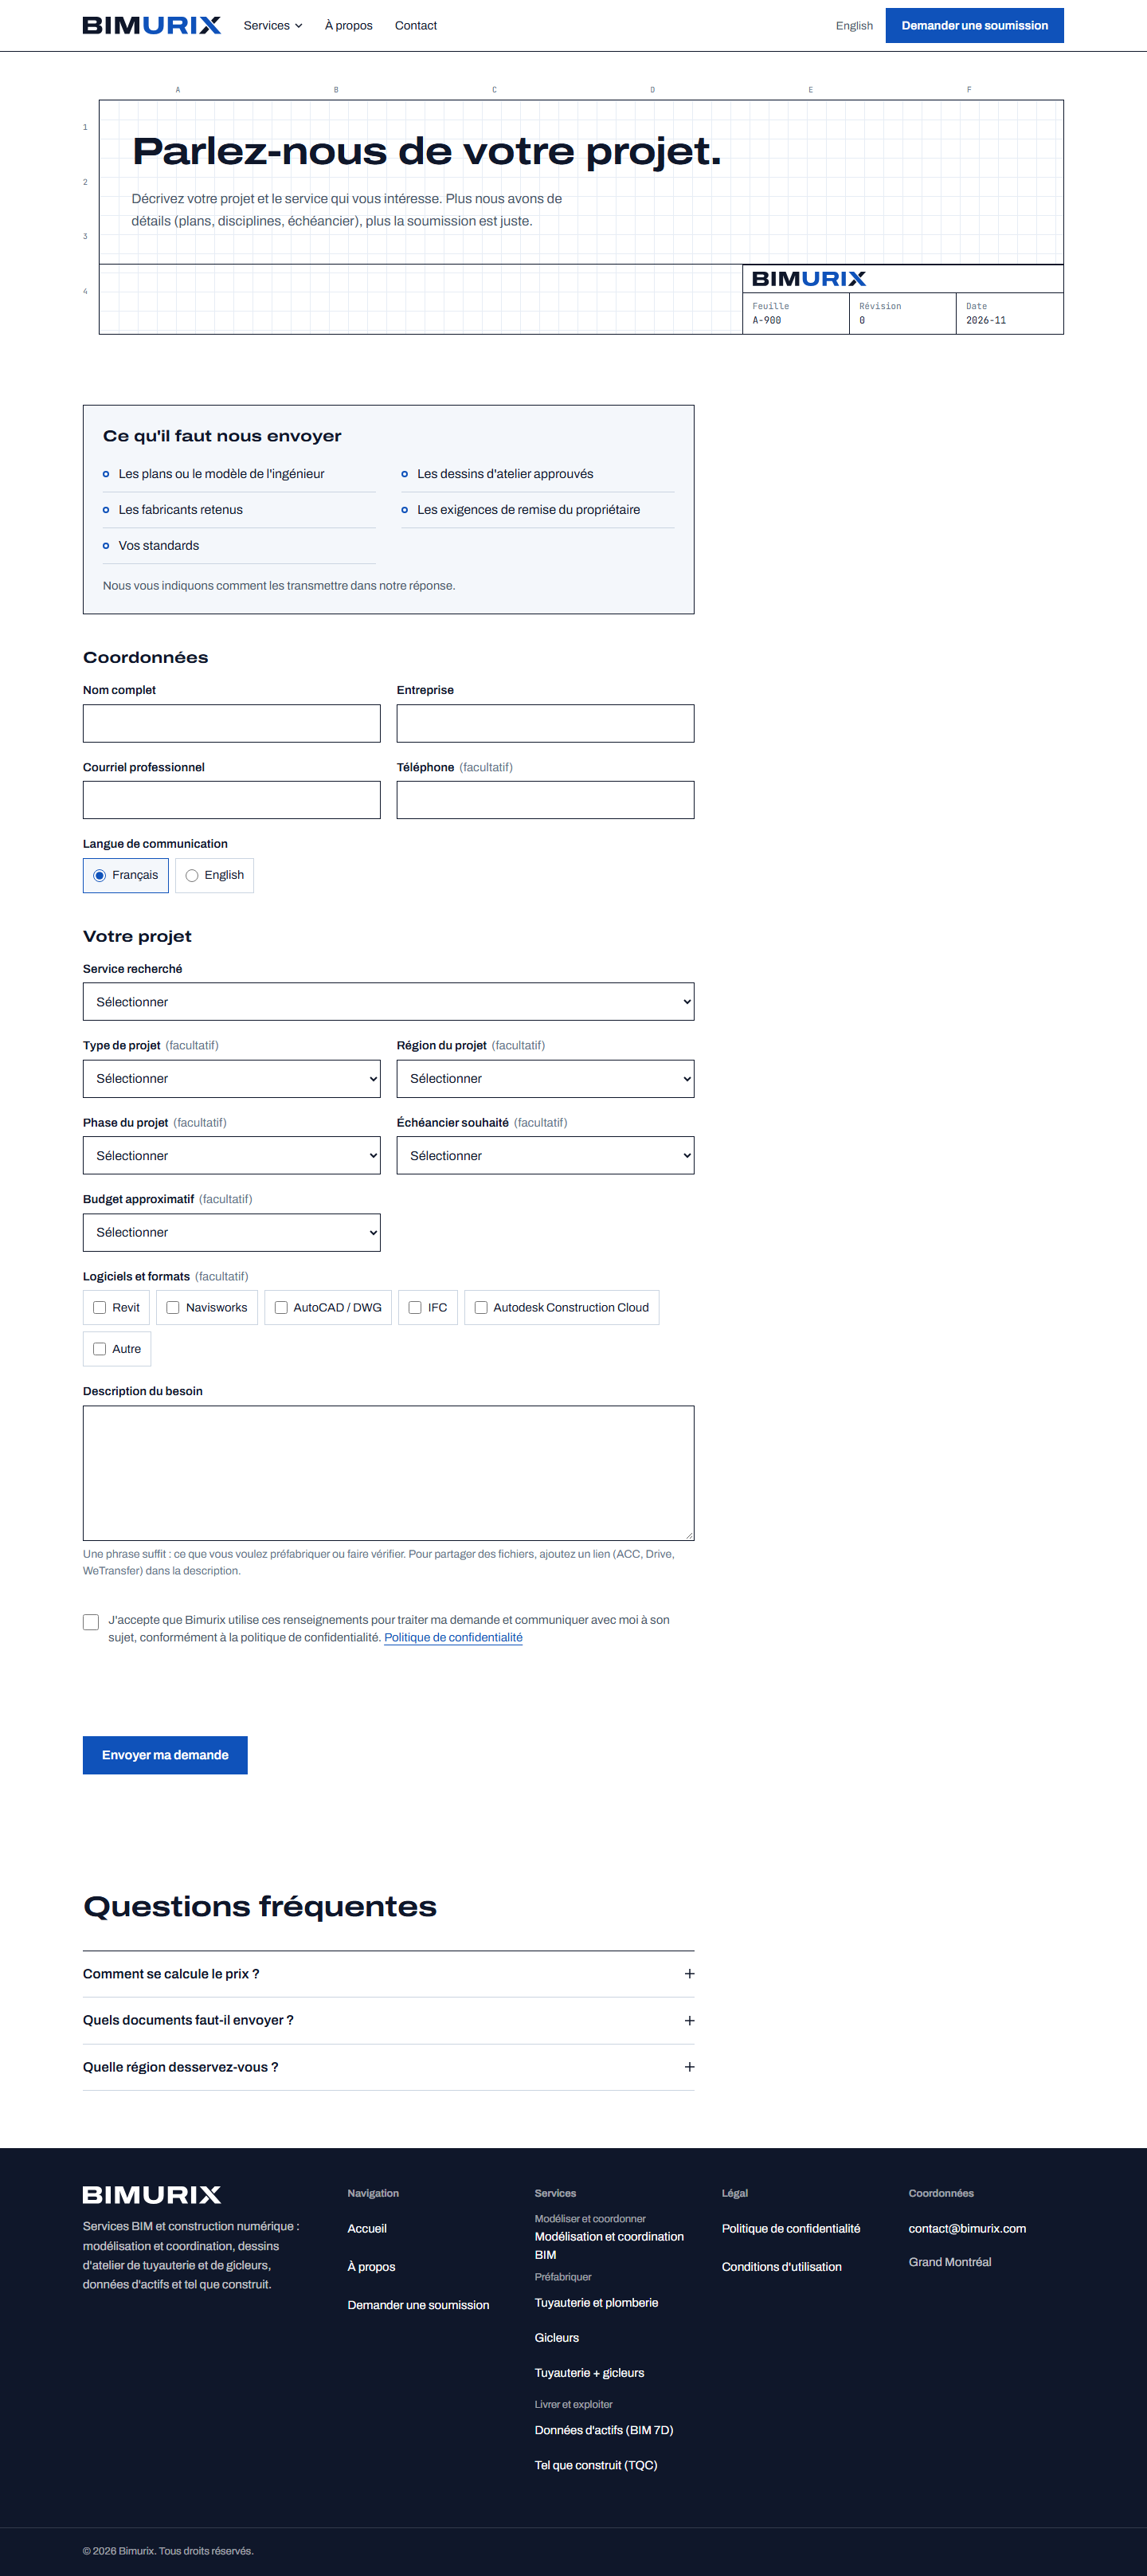 BIMURIX
Services
À propos
Contact
English
Demander une soumission
A B C D E F
1
2
3
4
Parlez-nous de votre projet.
Décrivez votre projet et le service qui vous intéresse. Plus nous avons de
détails (plans, disciplines, échéancier), plus la soumission est juste.
BIMURIX
Feuille
A-900
Révision
0
Date
2026-11
Ce qu'il faut nous envoyer
Les plans ou le modèle de l'ingénieur
Les dessins d'atelier approuvés
Les fabricants retenus
Les exigences de remise du propriétaire
Vos standards
Nous vous indiquons comment les transmettre dans notre réponse.
Coordonnées
Nom complet
Entreprise
Courriel professionnel
Téléphone (facultatif)
Langue de communication
Français
English
Votre projet
Service recherché
Sélectionner
Type de projet (facultatif)
Région du projet (facultatif)
Sélectionner
Sélectionner
Phase du projet (facultatif)
Échéancier souhaité (facultatif)
Sélectionner
Sélectionner
Budget approximatif (facultatif)
Sélectionner
Logiciels et formats (facultatif)
Revit
Navisworks
AutoCAD / DWG
IFC
Autodesk Construction Cloud
Autre
Description du besoin
Une phrase suffit : ce que vous voulez préfabriquer ou faire vérifier. Pour partager des fichiers, ajoutez un lien (ACC, Drive,
WeTransfer) dans la description.
J'accepte que Bimurix utilise ces renseignements pour traiter ma demande et communiquer avec moi à son
sujet, conformément à la politique de confidentialité. Politique de confidentialité
Envoyer ma demande
Questions fréquentes
Comment se calcule le prix ?
Quels documents faut-il envoyer ?
Quelle région desservez-vous ?
BIMURIX
Services BIM et construction numérique :
modélisation et coordination, dessins
d'atelier de tuyauterie et de gicleurs,
données d'actifs et tel que construit.
Navigation
Accueil
À propos
Demander une soumission
Services
Modéliser et coordonner
Modélisation et coordination
BIM
Préfabriquer
Tuyauterie et plomberie
Gicleurs
Tuyauterie + gicleurs
Livrer et exploiter
Données d'actifs (BIM 7D)
Tel que construit (TQC)
Légal
Politique de confidentialité
Conditions d'utilisation
Coordonnées
contact@bimurix.com
Grand Montréal
© 2026 Bimurix. Tous droits réservés.